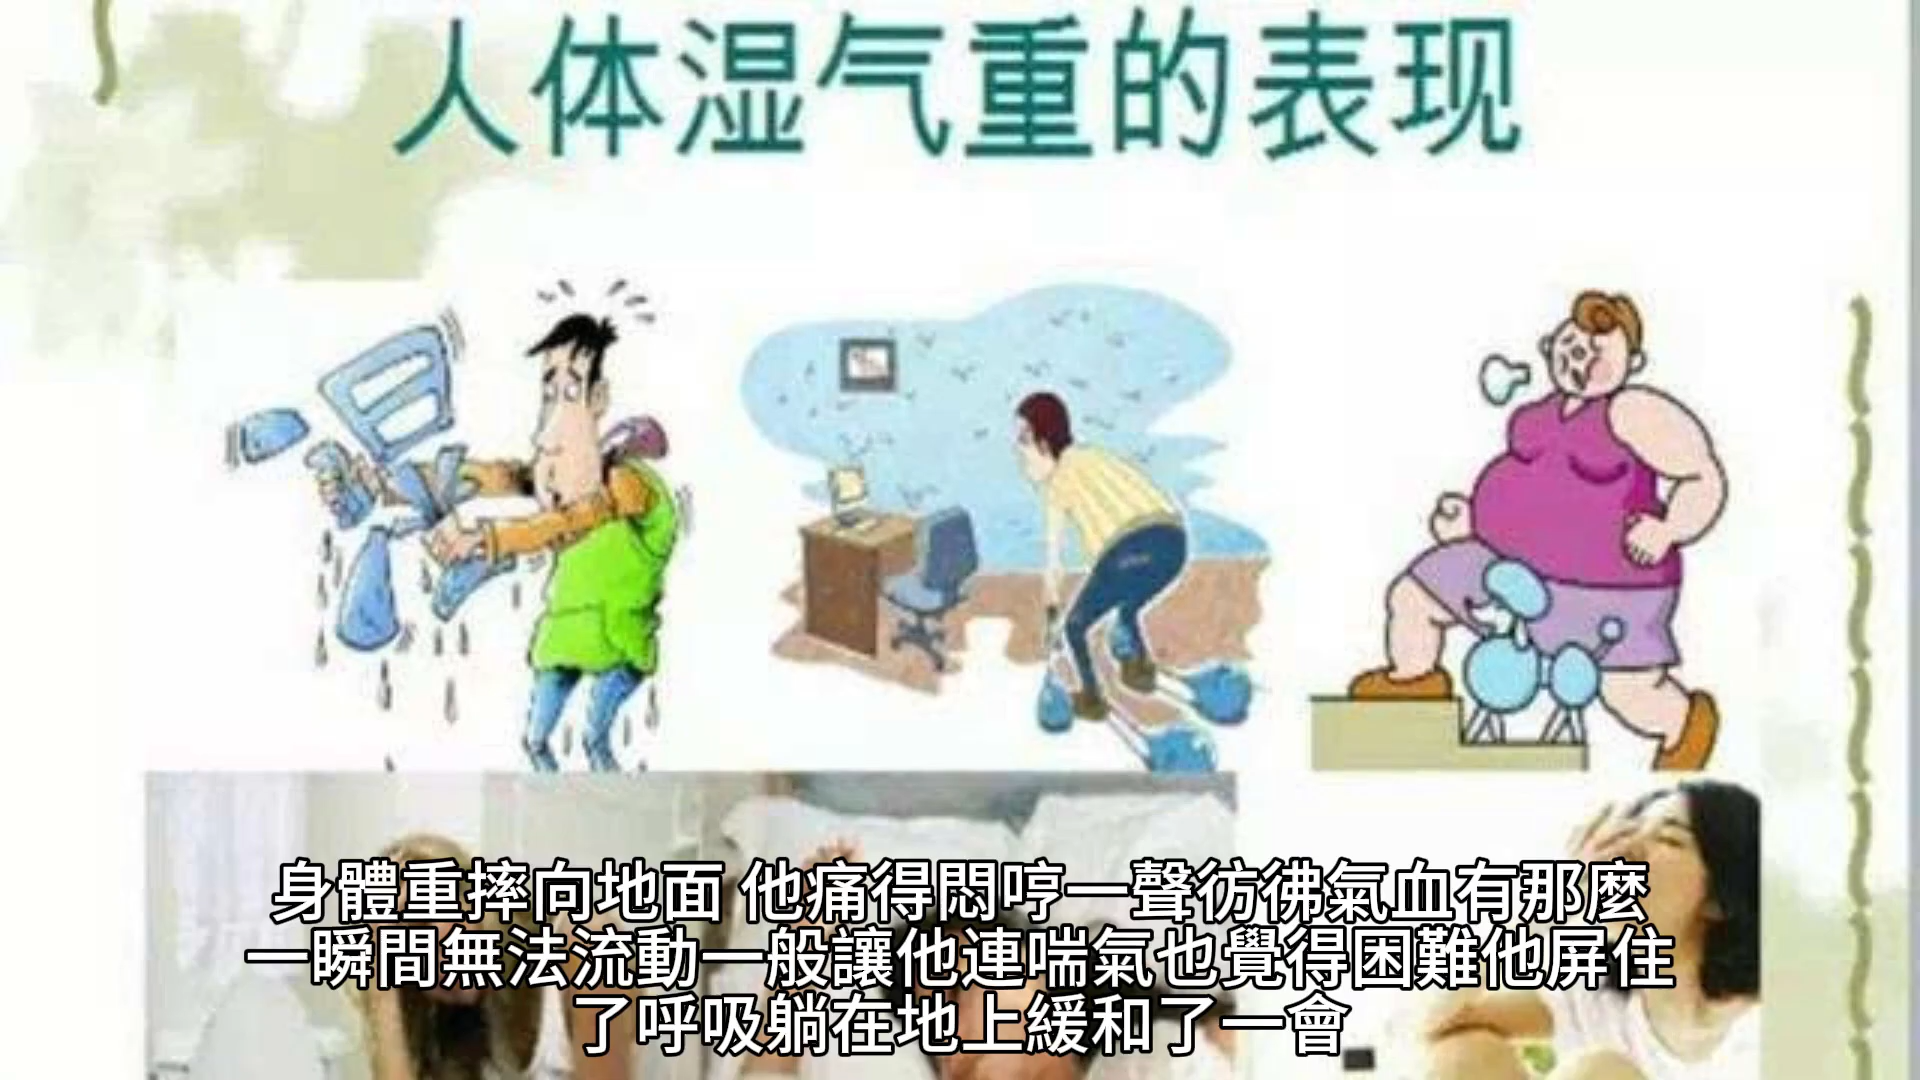 人体湿气重的表现
身體重摔向地面 他痛得悶哼一聲彷彿氣血有那麼
一瞬間無法流動一般讓他連喘氣也覺得困難他屏住
了呼吸躺在地上緩和了一會